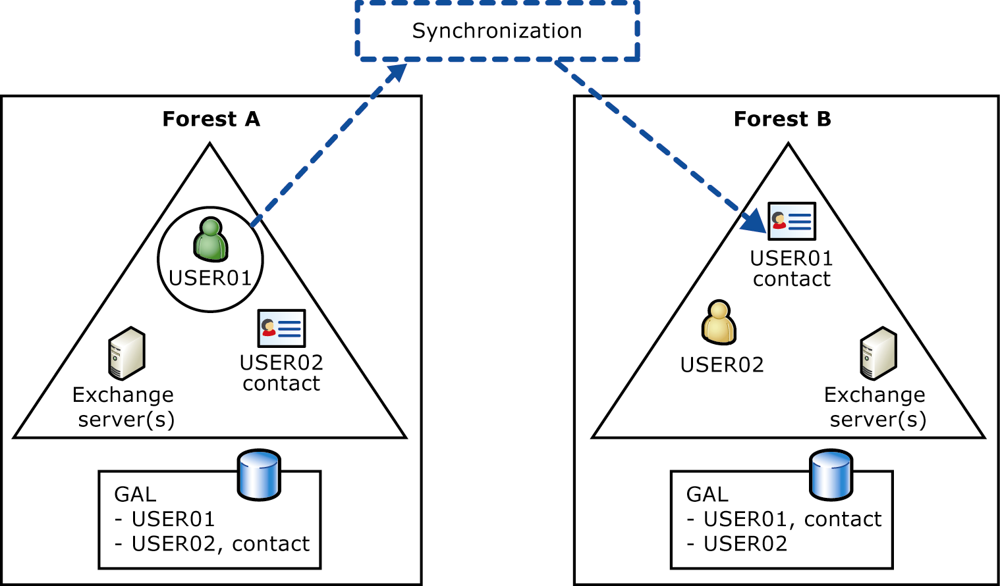 Synchronization
Forest A
USER01
USER02
contact
Exchange
server(s)
GAL
- USER01
- USER02, contact
Forest B
USER01
contact
USER02
Exchange
server(s)
GAL
- USER01, contact
- USER02